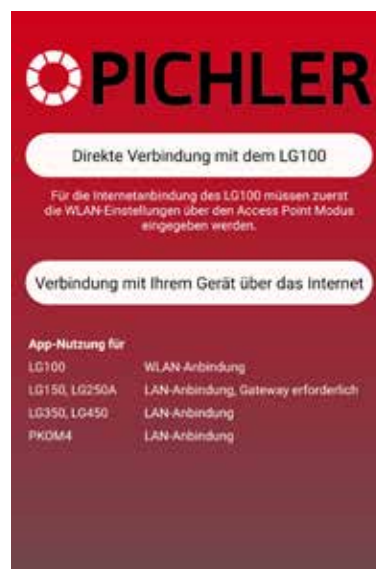 PICHLER
Direkte Verbindung mit dem LG100
Für die Internetanbindung des LG100 müssen zuerst
die WLAN-Einstellungen über den Access Point Modus
eingegeben werden.
Verbindung mit Ihrem Gerät über das Internet
App-Nutzung für
LG100 WLAN-Anbindung
LG150, LG250A LAN-Anbindung, Gateway erforderlich
LG350, LG450 LAN-Anbindung
PKOM4 LAN-Anbindung